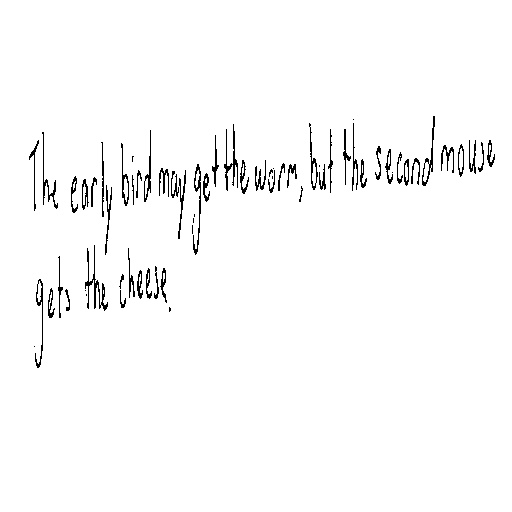 The early bird may get the worm, but the second mouse
gets the cheese.